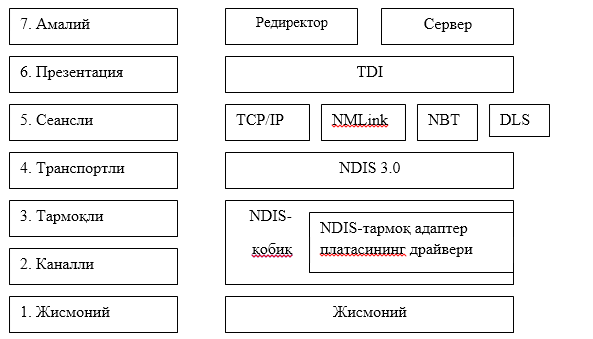 7. Амалий
Редиректор
Сервер
6. Презентация
TDI
5. Сеансли
TCP/IP
NMLink
NBT
DLS
4. Транспортли
NDIS 3.0
3. Тармоқли
NDIS-
қобиқ
NDIS-тармоқ адаптер
платасининг драйвери
2. Каналли
1. Жисмоний
Жисмоний